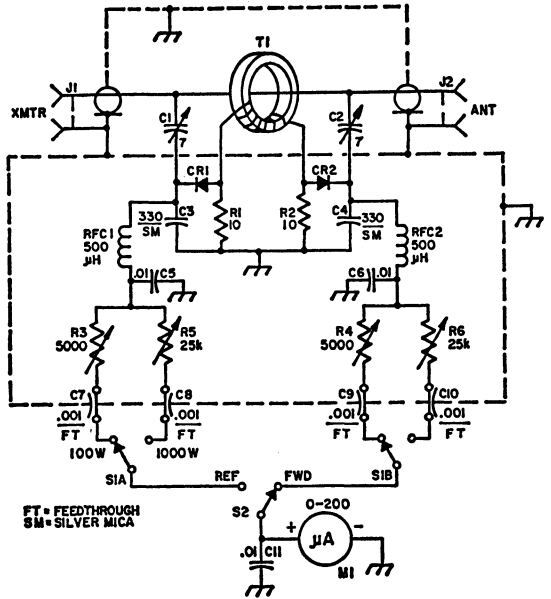 T1
J1
XMTR
J2
ANT
C1
7
C2
7
CR1
CR2
330
SM
C3
R1
10
R2
10
C4
330
SM
RFC1
500
µH
RFC2
500
µH
.01
C5
C6
.01
R3
5000
R5
25k
R4
5000
R6
25k
C7
.001
FT
C8
.001
FT
C9
.001
FT
C10
.001
FT
100W
1000W
S1A
S1B
REF
FWD
S2
FT = FEEDTHROUGH
SM = SILVER MICA
0-200
+
µA
-
M1
.01
C11